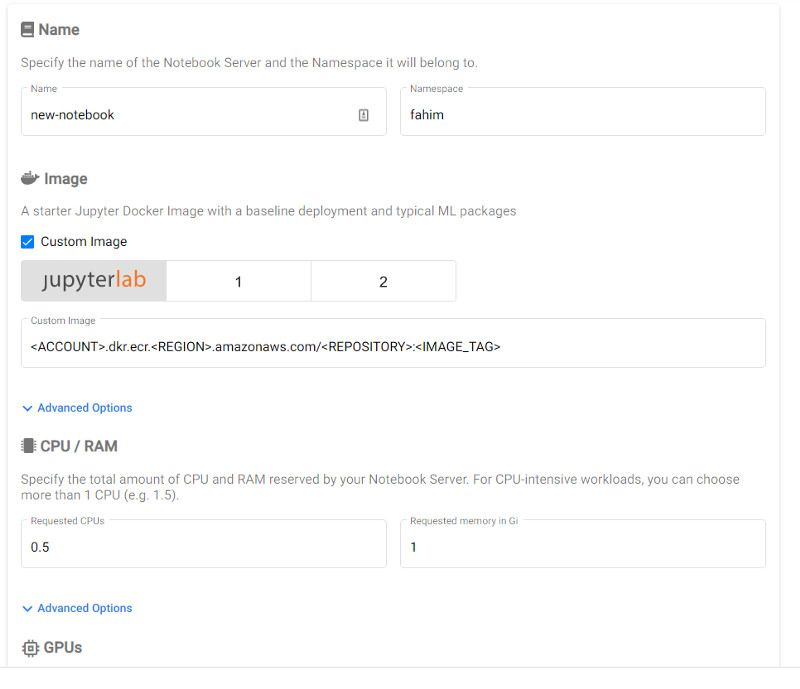 Name
Specify the name of the Notebook Server and the Namespace it will belong to.
Name
Namespace
new-notebook
fahim
Image
A starter Jupyter Docker Image with a baseline deployment and typical ML packages
Custom Image
jupyterlab
1
2
Custom Image
<ACCOUNT>.dkr.ecr.<REGION>.amazonaws.com/<REPOSITORY>:<IMAGE_TAG>
Advanced Options
CPU / RAM
Specify the total amount of CPU and RAM reserved by your Notebook Server. For CPU-intensive workloads, you can choose
more than 1 CPU (e.g. 1.5).
Requested CPUs
Requested memory in Gi
0.5
1
Advanced Options
GPUs